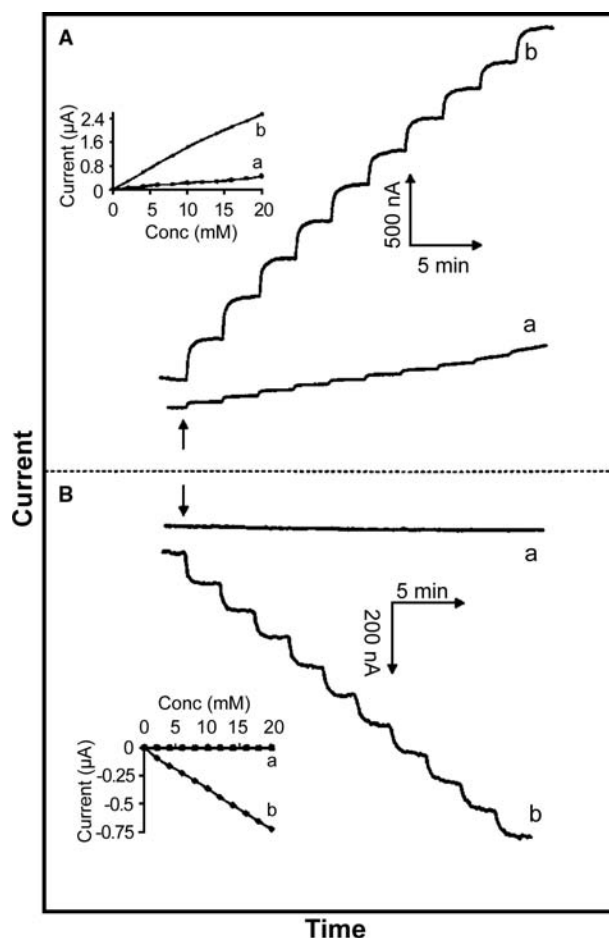 A
b
2.4
Current (µA)
1.6
b
0.8
a
0
0 5 10 15 20
Conc (mM)
500 nA
5 min
a
Current
B
a
5 min
200 nA
Conc (mM)
0 5 10 15 20
0
a
Current (µA)
-0.25
-0.5
b
-0.75
b
Time